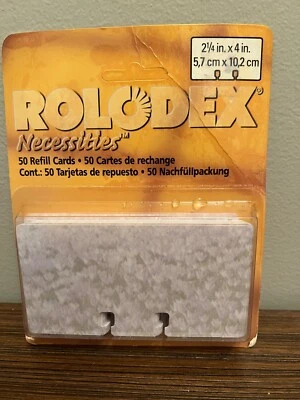 2¼ in. x 4 in.
5,7 cm x 10,2 cm
ROLODEX®
Necessities™
50 Refill Cards • 50 Cartes de rechange
Cont.: 50 Tarjetas de repuesto • 50 Nachfüllpackung